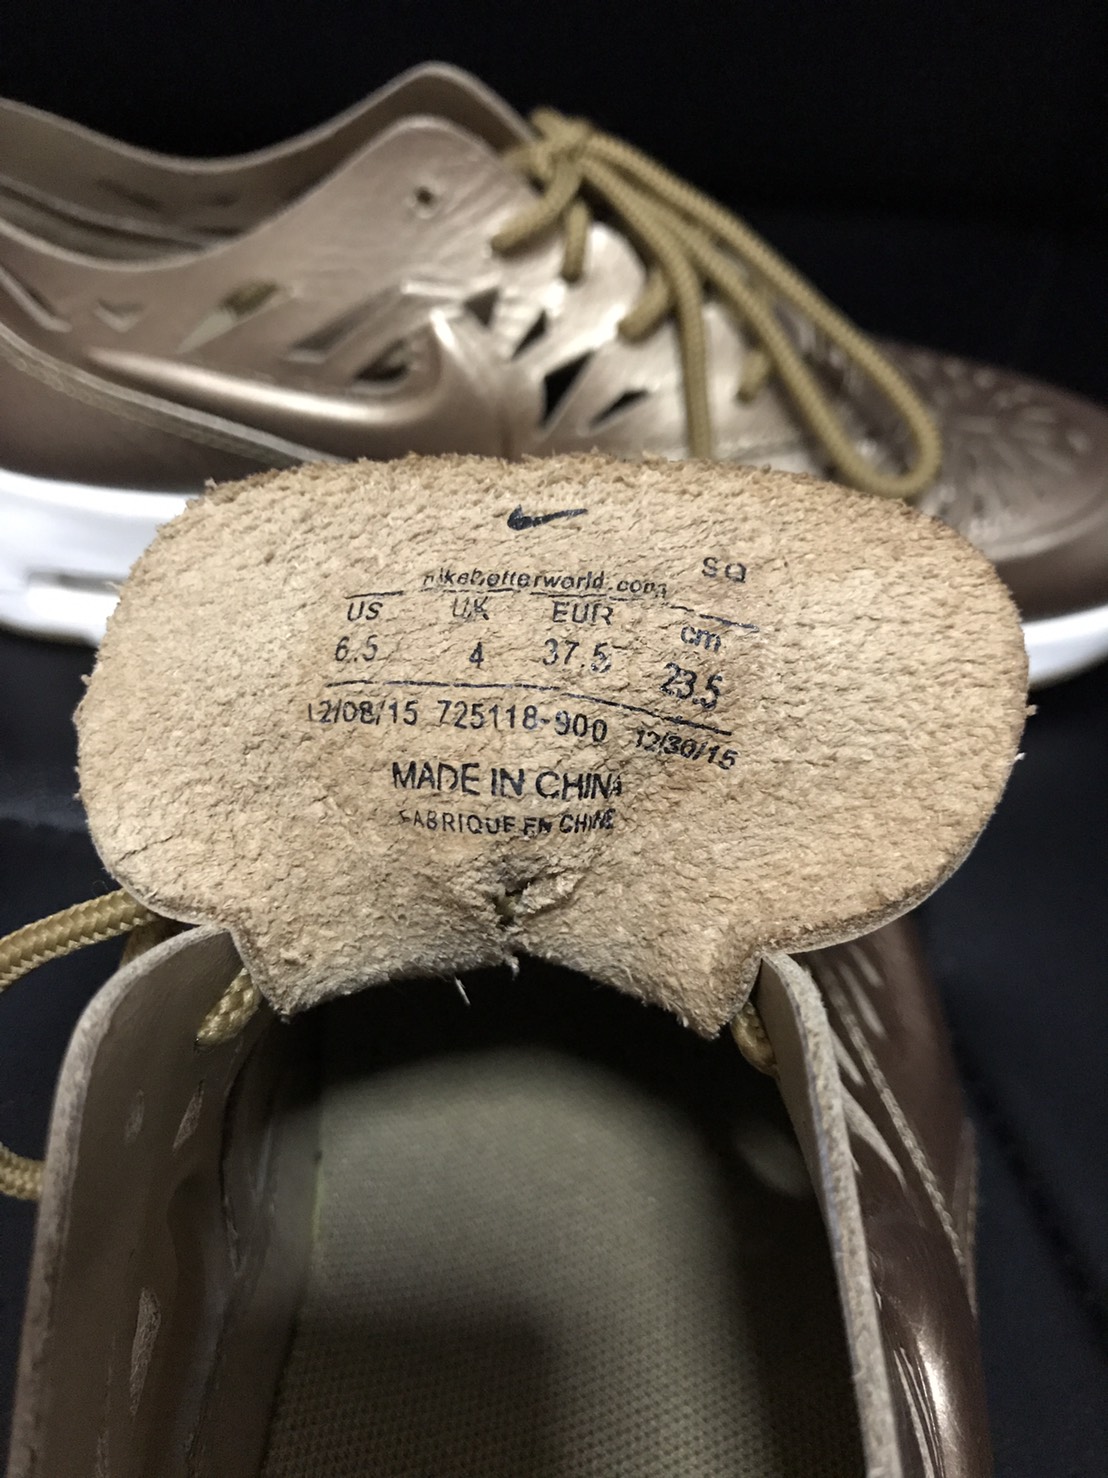 nikebetterworld.com SQ
US UK EUR cm
6.5 4 37.5 23.5
12/08/15 725118-900 12/30/15
MADE IN CHINA
FABRIQUE EN CHINE